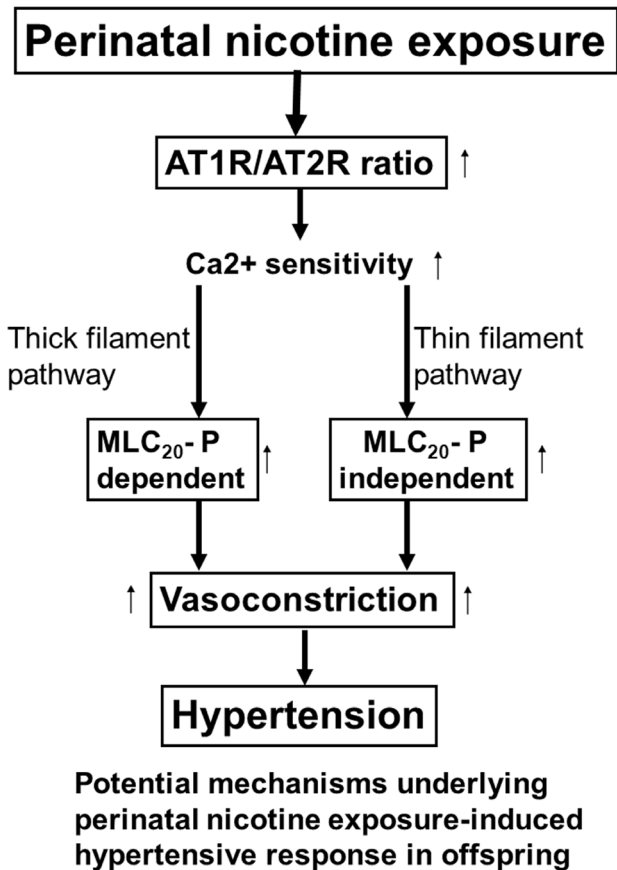 Perinatal nicotine exposure
AT1R/AT2R ratio ↑
Ca2+ sensitivity ↑
Thick filament
pathway
Thin filament
pathway
MLC₂₀- P
dependent ↑
MLC₂₀- P
independent ↑
↑ Vasoconstriction ↑
Hypertension
Potential mechanisms underlying
perinatal nicotine exposure-induced
hypertensive response in offspring